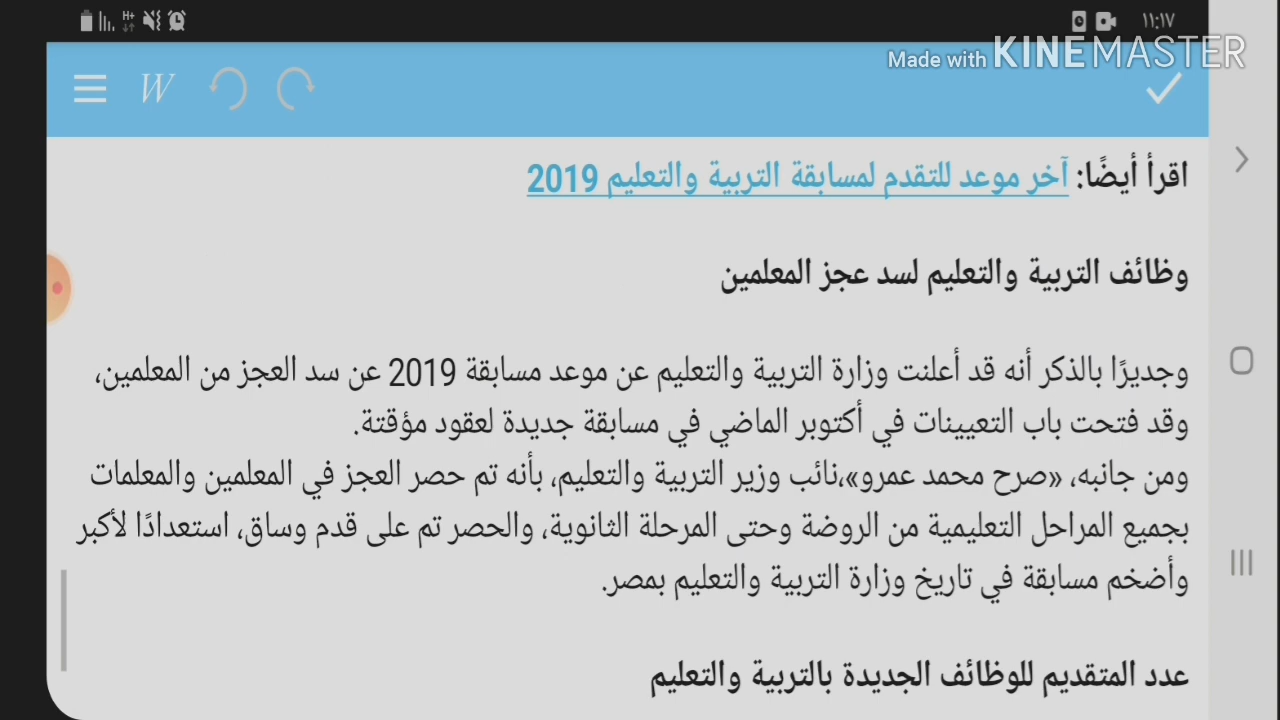 H+
١١:١٧
Made with KINEMASTER
W
اقرأ أيضًا: آخر موعد للتقدم لمسابقة التربية والتعليم 2019
وظائف التربية والتعليم لسد عجز المعلمين
وجديرًا بالذكر أنه قد أعلنت وزارة التربية والتعليم عن موعد مسابقة 2019 عن سد العجز من المعلمين،
وقد فتحت باب التعيينات في أكتوبر الماضي في مسابقة جديدة لعقود مؤقتة.
ومن جانبه، «صرح محمد عمرو»،نائب وزير التربية والتعليم، بأنه تم حصر العجز في المعلمين والمعلمات
بجميع المراحل التعليمية من الروضة وحتى المرحلة الثانوية، والحصر تم على قدم وساق، استعدادًا لأكبر
وأضخم مسابقة في تاريخ وزارة التربية والتعليم بمصر.
عدد المتقديم للوظائف الجديدة بالتربية والتعليم